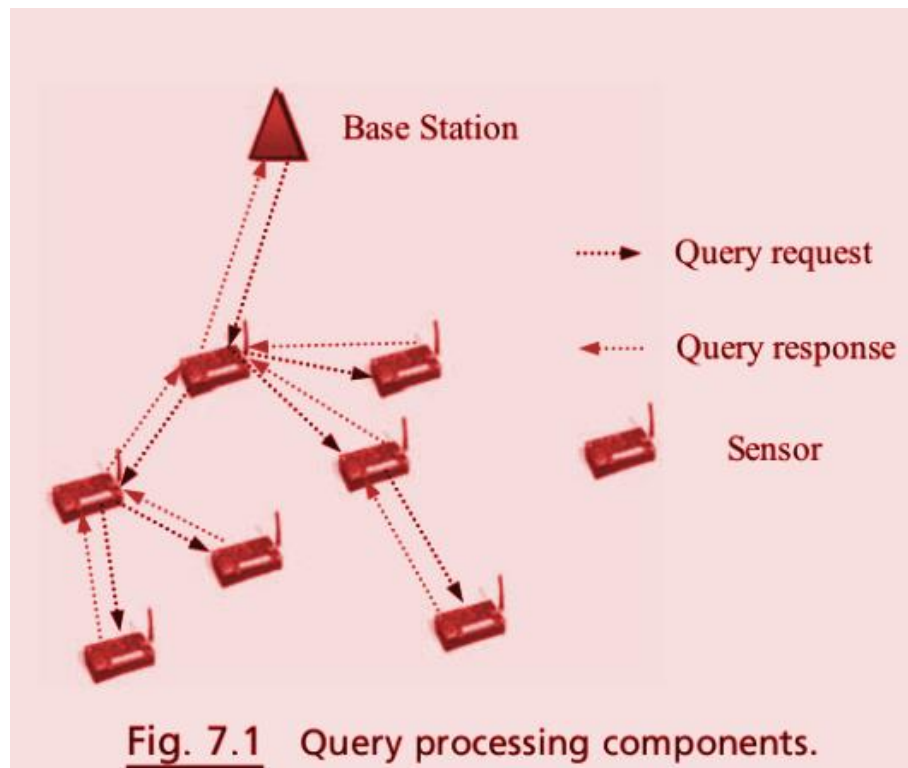 Base Station
Query request
Query response
Sensor
Fig. 7.1 Query processing components.